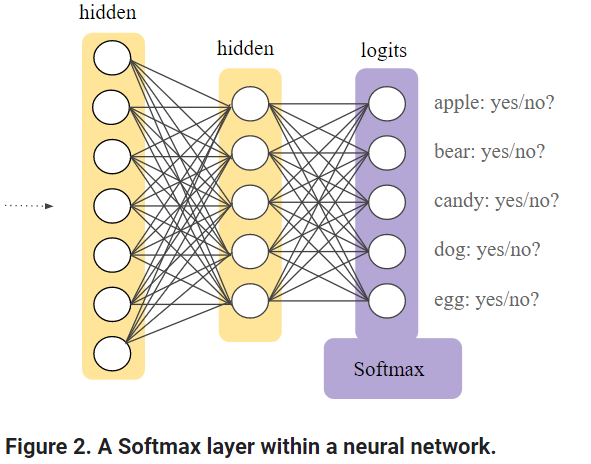 hidden
hidden
logits
apple: yes/no?
bear: yes/no?
candy: yes/no?
dog: yes/no?
egg: yes/no?
Softmax
Figure 2. A Softmax layer within a neural network.